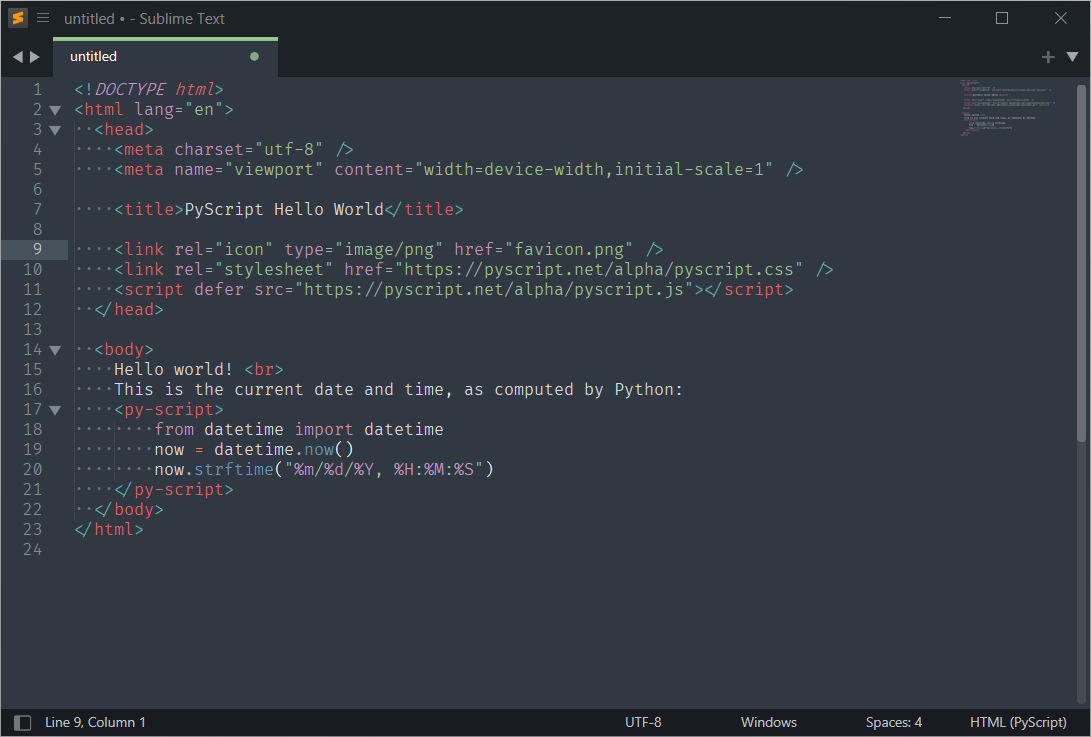 untitled • - Sublime Text
untitled
1 <!DOCTYPE html>
2 <html lang="en">
3 <head>
4 <meta charset="utf-8" />
5 <meta name="viewport" content="width=device-width,initial-scale=1" />
6
7 <title>PyScript Hello World</title>
8
9 <link rel="icon" type="image/png" href="favicon.png" />
10 <link rel="stylesheet" href="https://pyscript.net/alpha/pyscript.css" />
11 <script defer src="https://pyscript.net/alpha/pyscript.js"></script>
12 </head>
13
14 <body>
15 Hello world! <br>
16 This is the current date and time, as computed by Python:
17 <py-script>
18 from datetime import datetime
19 now = datetime.now()
20 now.strftime("%m/%d/%Y, %H:%M:%S")
21 </py-script>
22 </body>
23 </html>
24
Line 9, Column 1 UTF-8 Windows Spaces: 4 HTML (PyScript)